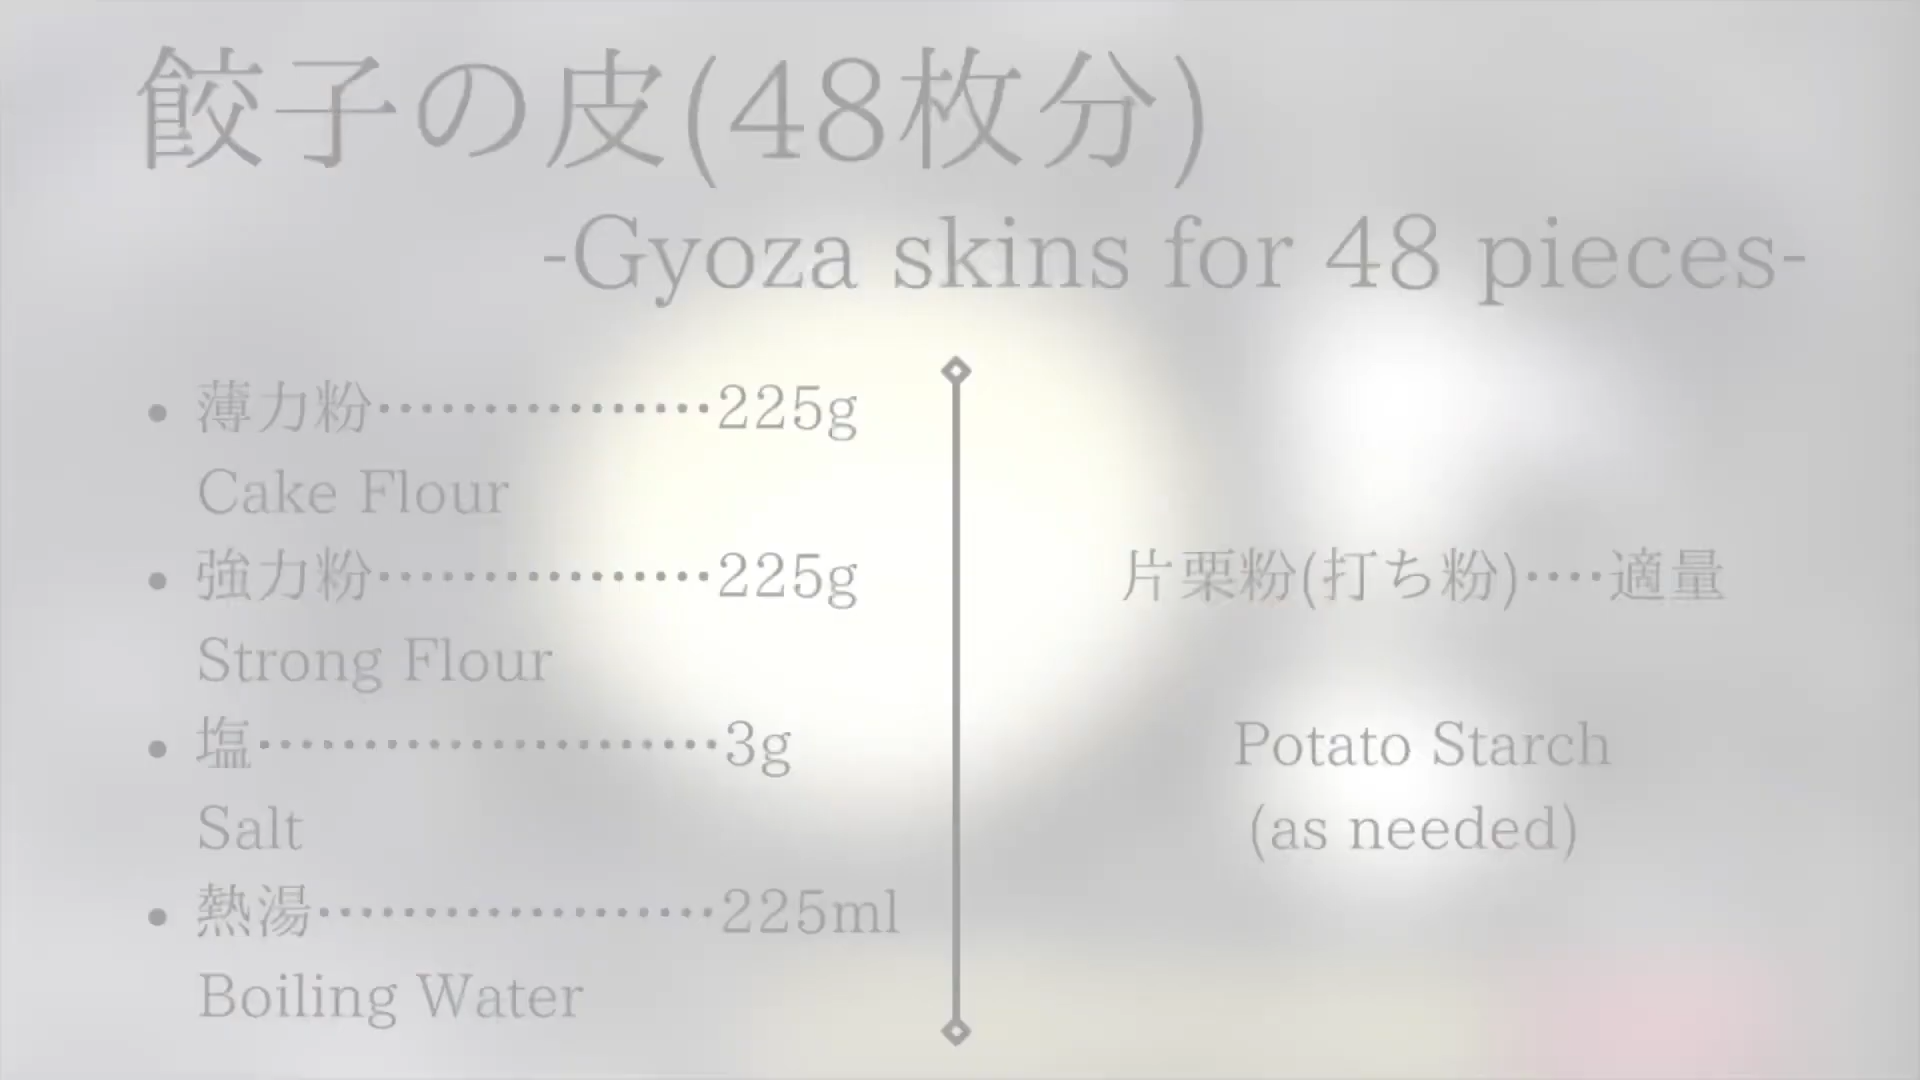 餃子の皮(48枚分)
-Gyoza skins for 48 pieces-
• 薄力粉················225g
Cake Flour
• 強力粉················225g
Strong Flour
• 塩······················3g
Salt
• 熱湯···················225ml
Boiling Water
片栗粉(打ち粉)····適量
Potato Starch
(as needed)